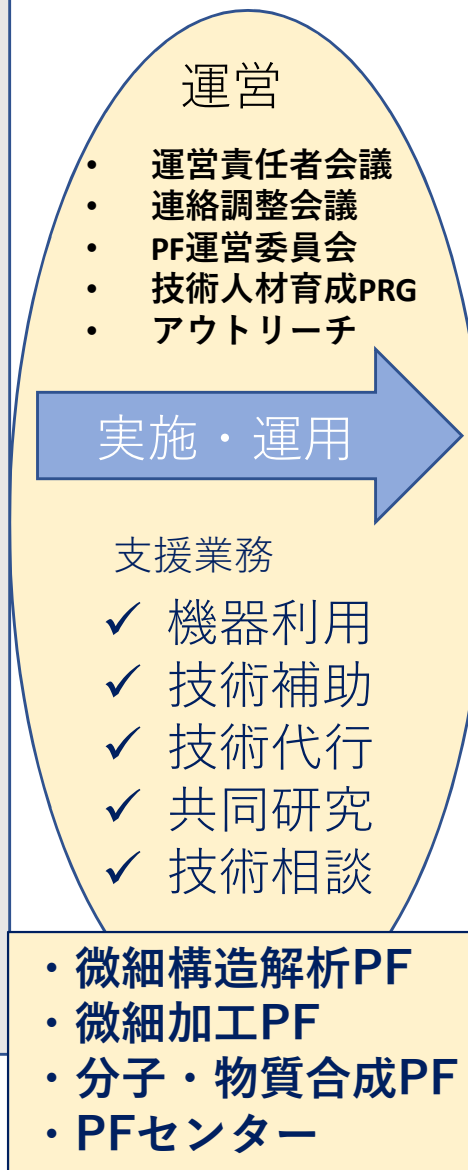 運営
• 運営責任者会議
• 連絡調整会議
• PF運営委員会
• 技術人材育成PRG
• アウトリーチ
実施・運用
支援業務
✓ 機器利用
✓ 技術補助
✓ 技術代行
✓ 共同研究
✓ 技術相談
・微細構造解析PF
・微細加工PF
・分子・物質合成PF
・PFセンター